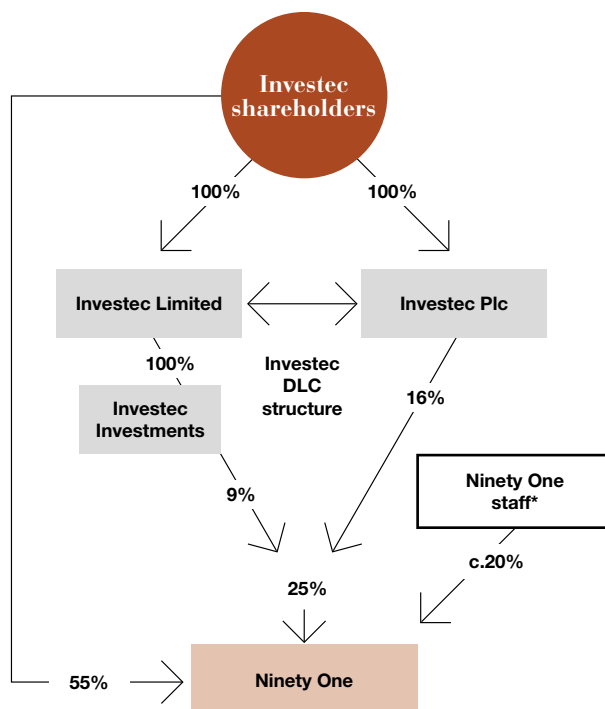 Investec
shareholders
100%
100%
Investec Limited
Investec Plc
100%
Investec
DLC
structure
Investec
Investments
16%
9%
Ninety One
staff*
c.20%
25%
55%
Ninety One